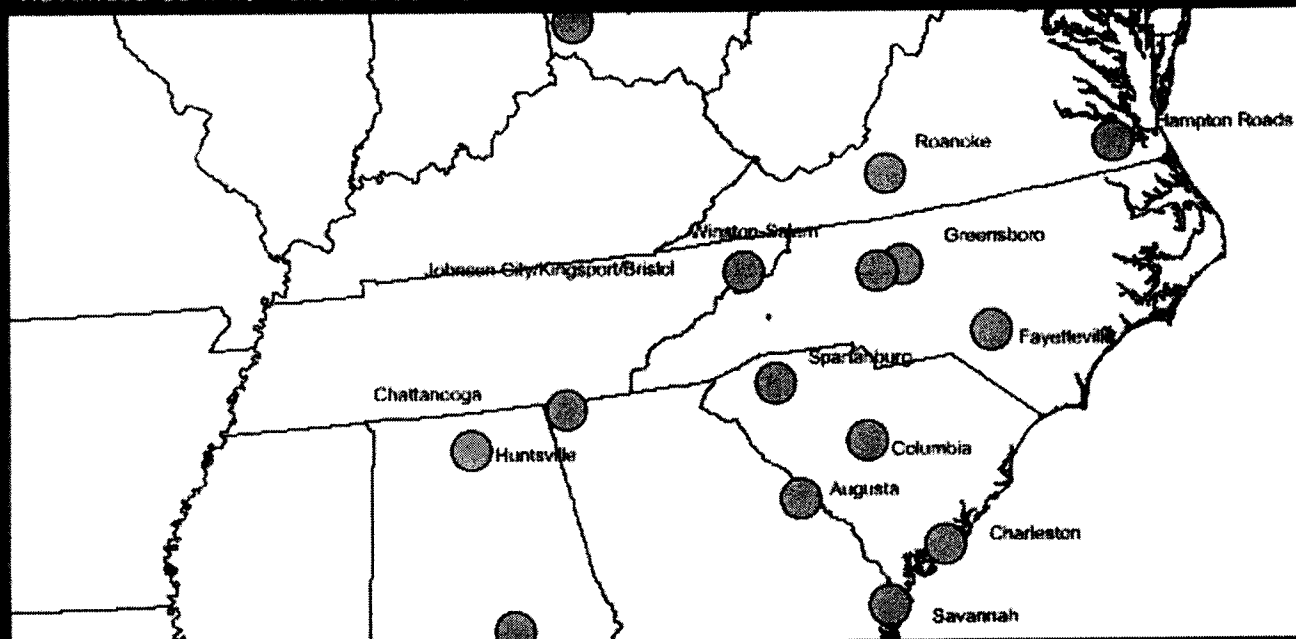 Hampton Roads
Roanoke
Winston-Salem
Greensboro
Johnson City/Kingsport/Bristol
Fayetteville
Spartanburg
Chattanooga
Columbia
Huntsville
Augusta
Charleston
Savannah